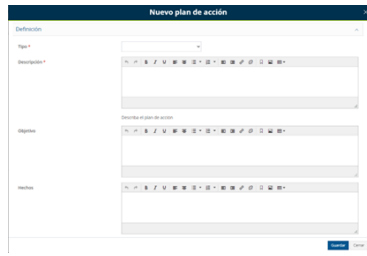 Nuevo plan de acción
Definición
Tipo *
Descripción *
Describa el plan de acción
Objetivo
Hechos
Guardar Cerrar